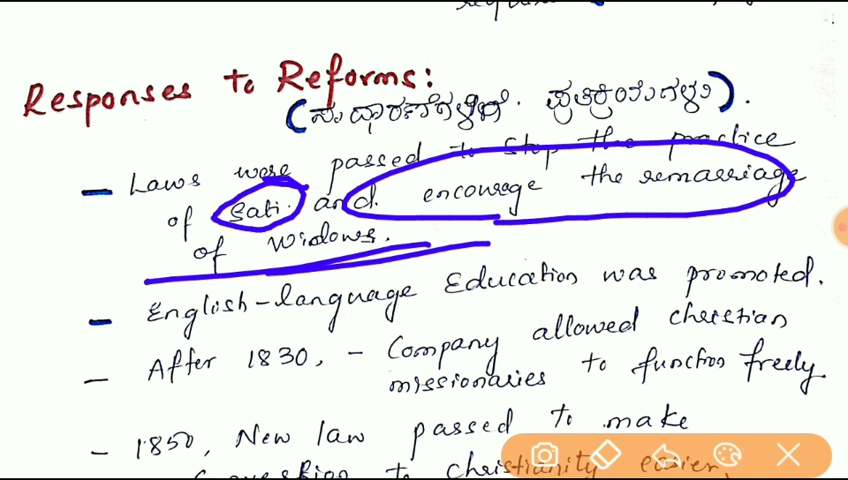 Responses to Reforms:
(ಸುಧಾರಣೆಗಳಿಗೆ ಪ್ರತಿಕ್ರಿಯೆಗಳು).
- Laws were passed to stop the practice
of sati. and encourage the remarriage
of widows.
- English-language Education was promoted.
- After 1830, - Company allowed christian
missionaries to function freely
- 1850, New law passed to make
to christianity easier,